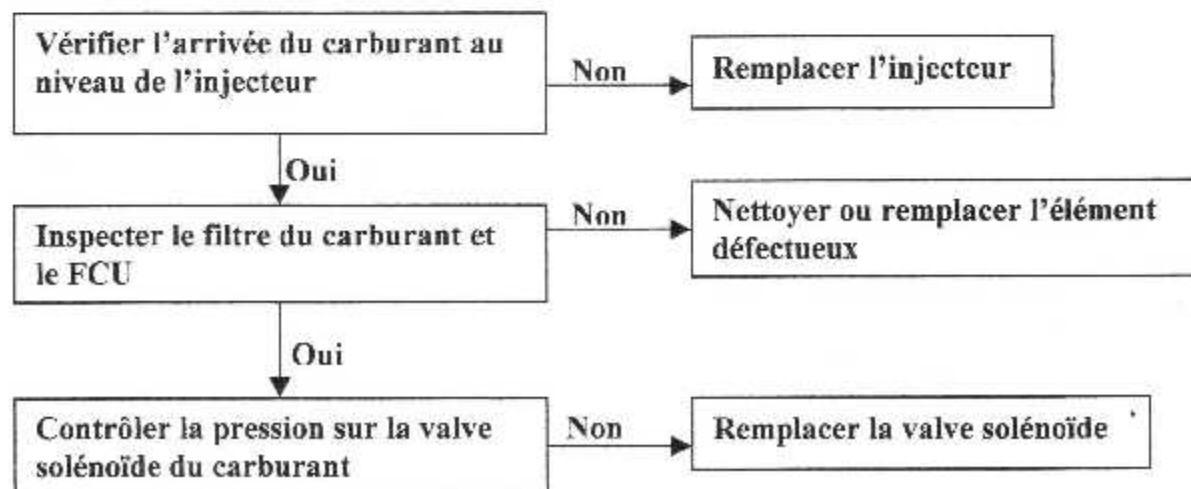 Vérifier l'arrivée du carburant au
niveau de l'injecteur
Non
Remplacer l'injecteur
Oui
Inspecter le filtre du carburant et
le FCU
Non
Nettoyer ou remplacer l'élément
défectueux
Oui
Contrôler la pression sur la valve
solénoïde du carburant
Non
Remplacer la valve solénoïde